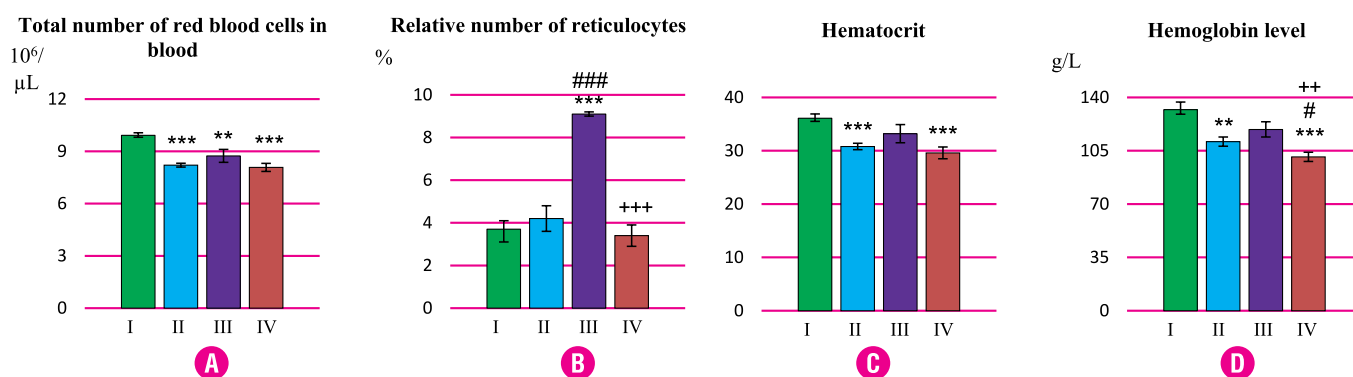 Total number of red blood cells in
blood
10⁶/
µL
12
9
6
3
0
***
**
***
I II III IV
A
Relative number of reticulocytes
%
10
8
6
4
2
0
###
***
+++
I II III IV
B
Hematocrit
40
30
20
10
0
***
***
I II III IV
C
Hemoglobin level
g/L
140
105
70
35
0
**
++
#
***
I II III IV
D